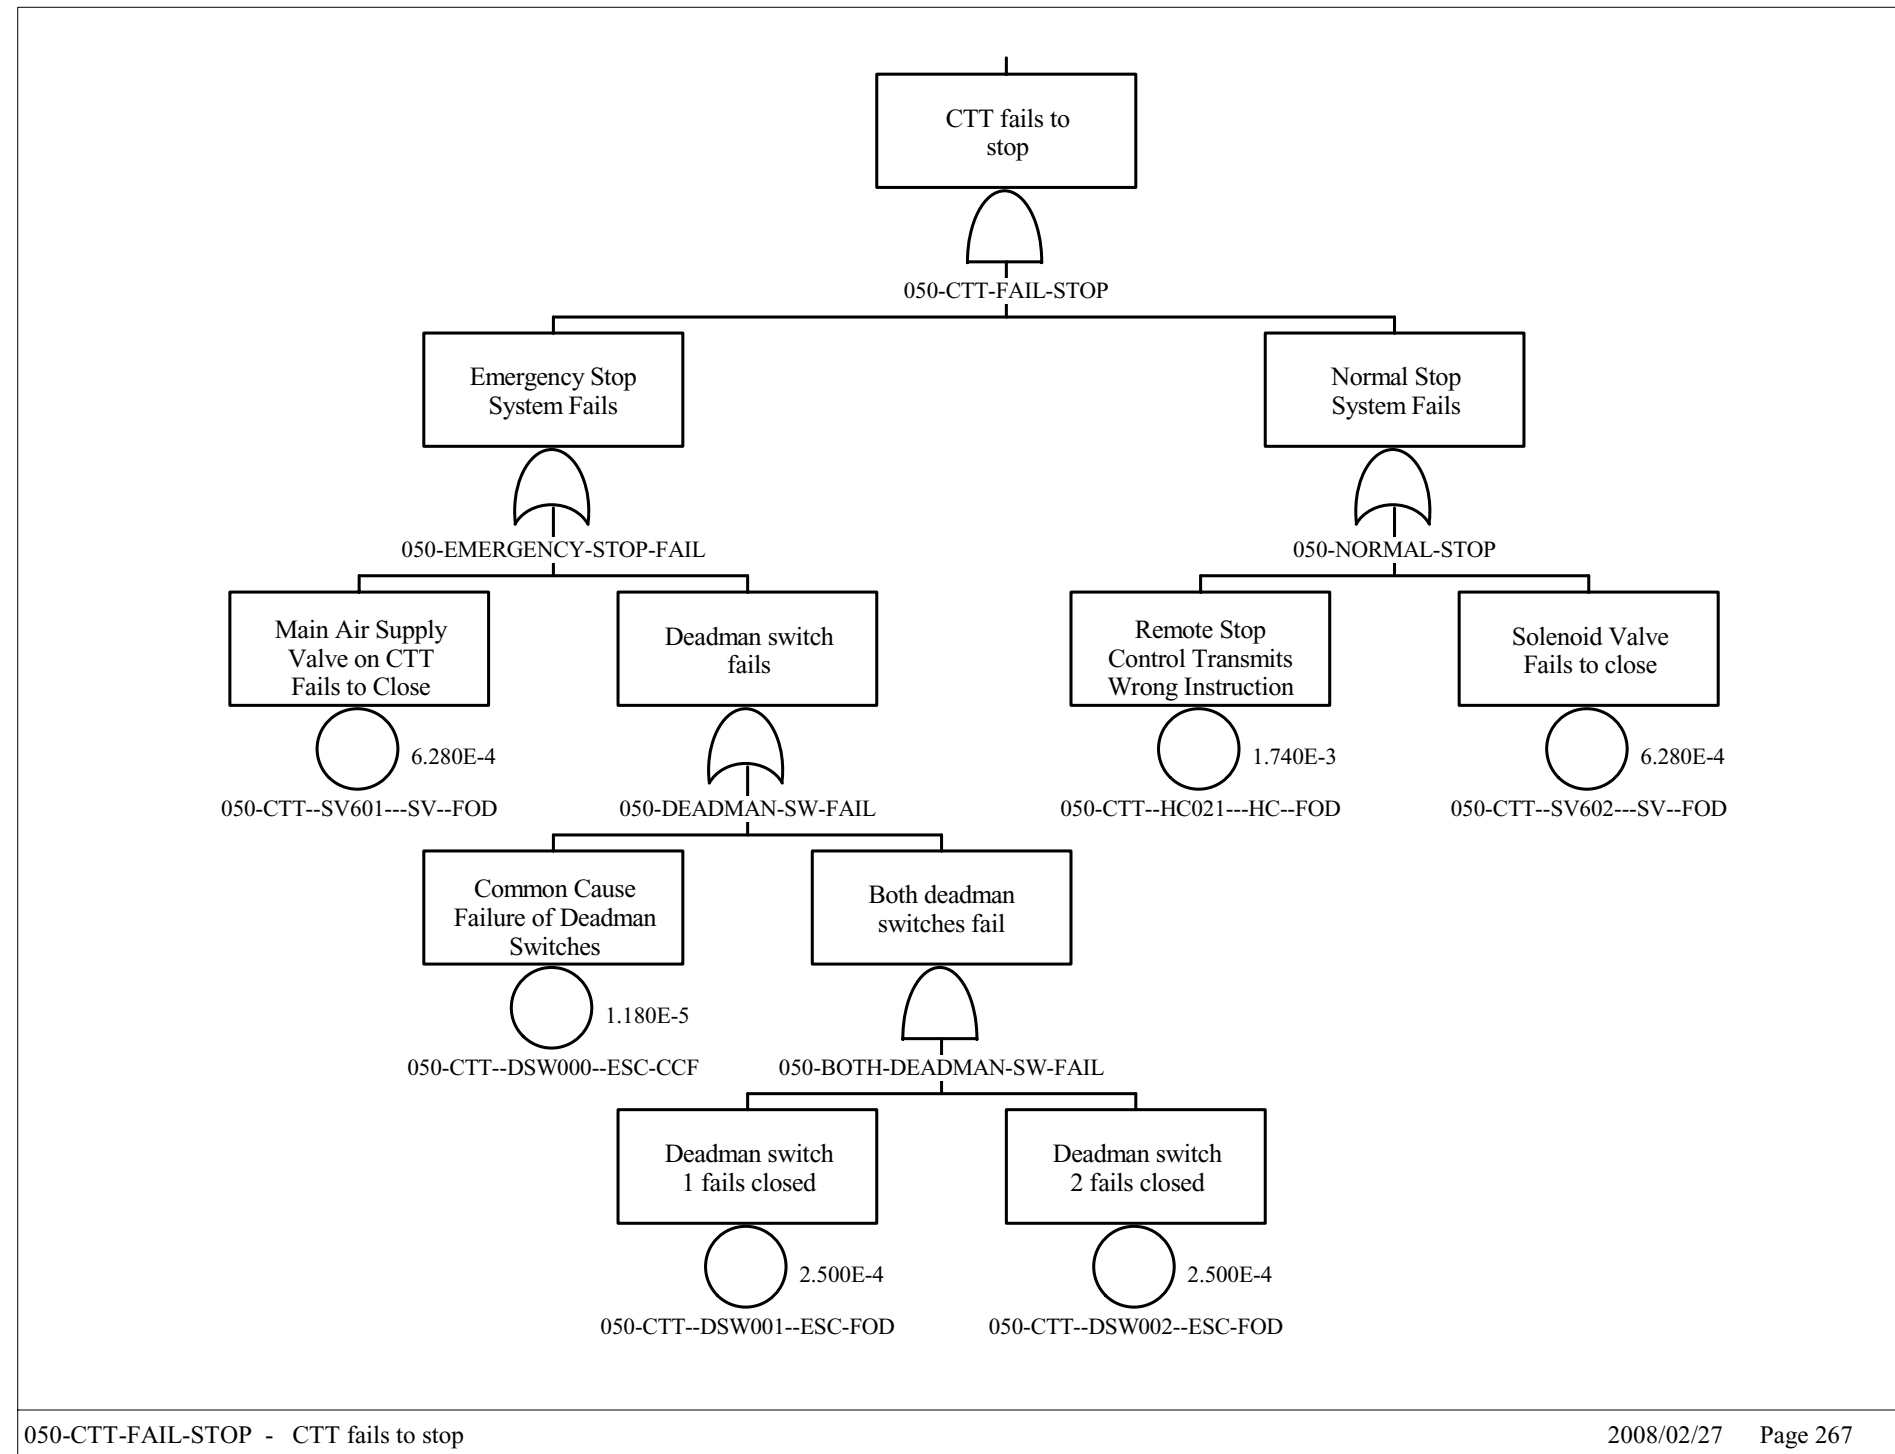 CTT fails to
stop
050-CTT-FAIL-STOP
Emergency Stop
System Fails
Normal Stop
System Fails
050-EMERGENCY-STOP-FAIL
050-NORMAL-STOP
Main Air Supply
Valve on CTT
Fails to Close
Deadman switch
fails
Remote Stop
Control Transmits
Wrong Instruction
Solenoid Valve
Fails to close
6.280E-4
1.740E-3
6.280E-4
050-CTT--SV601---SV--FOD
050-DEADMAN-SW-FAIL
050-CTT--HC021---HC--FOD
050-CTT--SV602---SV--FOD
Common Cause
Failure of Deadman
Switches
Both deadman
switches fail
1.180E-5
050-CTT--DSW000--ESC-CCF
050-BOTH-DEADMAN-SW-FAIL
Deadman switch
1 fails closed
Deadman switch
2 fails closed
2.500E-4
2.500E-4
050-CTT--DSW001--ESC-FOD
050-CTT--DSW002--ESC-FOD
050-CTT-FAIL-STOP - CTT fails to stop
2008/02/27 Page 267